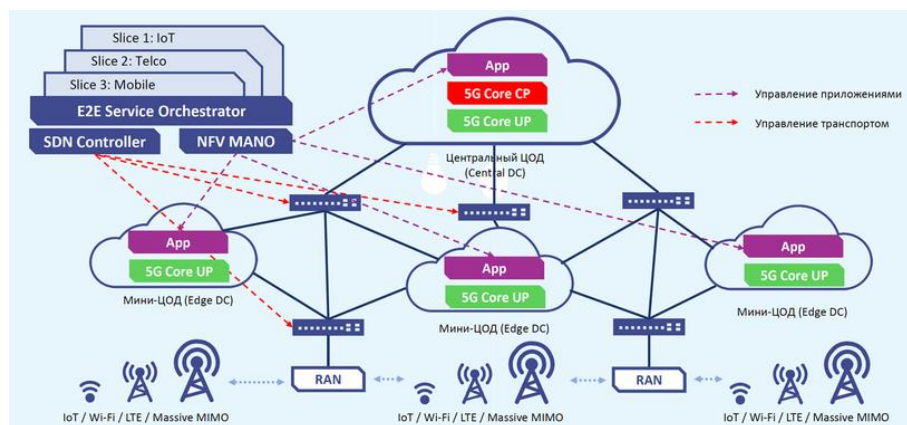 Slice 1: IoT
Slice 2: Telco
Slice 3: Mobile
E2E Service Orchestrator
SDN Controller
NFV MANO
App
5G Core CP
5G Core UP
Центральный ЦОД
(Central DC)
Управление приложениями
Управление транспортом
App
5G Core UP
Мини-ЦОД (Edge DC)
App
5G Core UP
Мини-ЦОД (Edge DC)
App
5G Core UP
Мини-ЦОД (Edge DC)
RAN
RAN
IoT / Wi-Fi / LTE / Massive MIMO
IoT / Wi-Fi / LTE / Massive MIMO
IoT / Wi-Fi / LTE / Massive MIMO